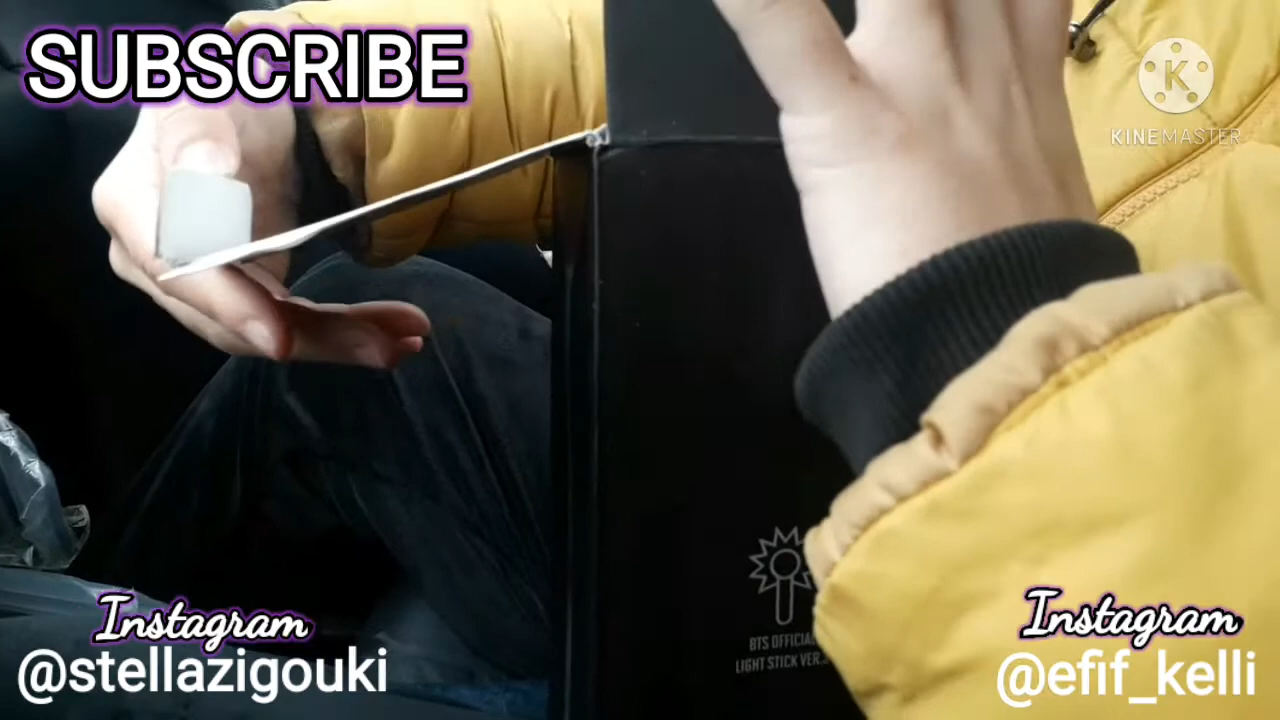 SUBSCRIBE
K
KINEMASTER
BTS OFFICIAL
LIGHT STICK VER.
Instagram
@stellazigouki
Instagram
@efif_kelli